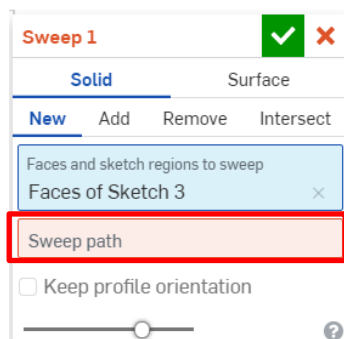 Sweep 1
Solid Surface
New Add Remove Intersect
Faces and sketch regions to sweep
Faces of Sketch 3
Sweep path
Keep profile orientation
?